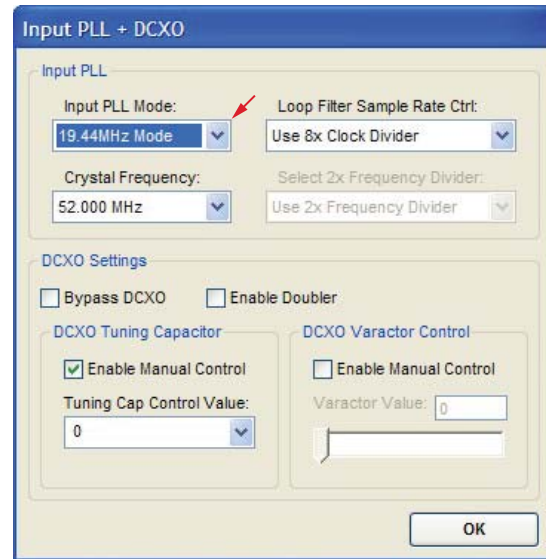 Input PLL + DCXO
Input PLL
Input PLL Mode:
Loop Filter Sample Rate Ctrl:
19.44MHz Mode
Use 8x Clock Divider
Crystal Frequency:
Select 2x Frequency Divider:
52.000 MHz
Use 2x Frequency Divider
DCXO Settings
Bypass DCXO
Enable Doubler
DCXO Tuning Capacitor
DCXO Varactor Control
Enable Manual Control
Enable Manual Control
Tuning Cap Control Value:
Varactor Value:
0
0
OK